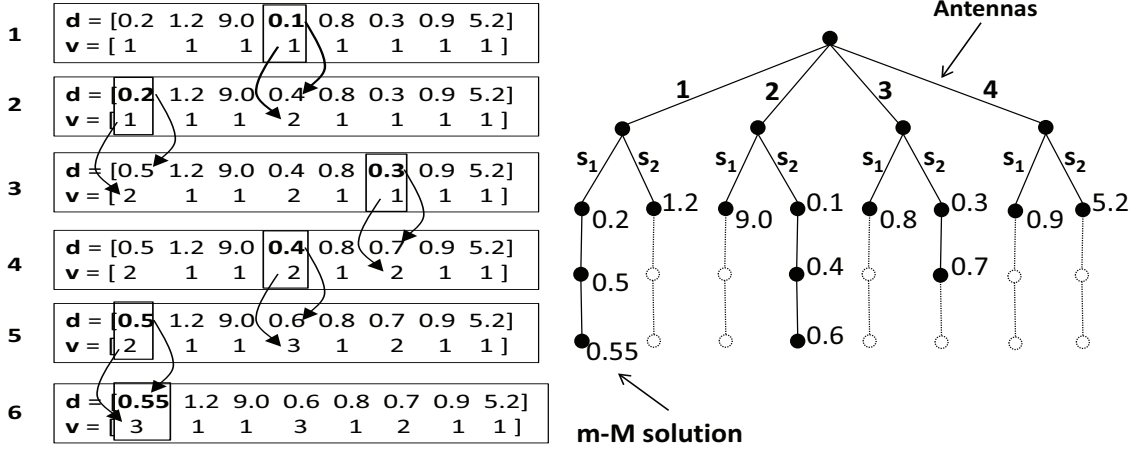 1
d = [0.2 1.2 9.0 0.1 0.8 0.3 0.9 5.2]
v = [ 1 1 1 1 1 1 1 1 ]
2
d = [0.2 1.2 9.0 0.4 0.8 0.3 0.9 5.2]
v = [ 1 1 1 2 1 1 1 1 ]
3
d = [0.5 1.2 9.0 0.4 0.8 0.3 0.9 5.2]
v = [ 2 1 1 2 1 1 1 1 ]
4
d = [0.5 1.2 9.0 0.4 0.8 0.7 0.9 5.2]
v = [ 2 1 1 2 1 2 1 1 ]
5
d = [0.5 1.2 9.0 0.6 0.8 0.7 0.9 5.2]
v = [ 2 1 1 3 1 2 1 1 ]
6
d = [0.55 1.2 9.0 0.6 0.8 0.7 0.9 5.2]
v = [ 3 1 1 3 1 2 1 1 ]
Antennas
1 2 3 4
s1 s2 s1 s2 s1 s2 s1 s2
0.2 1.2 9.0 0.1 0.8 0.3 0.9 5.2
0.5 0.4 0.7
0.55 0.6
m-M solution